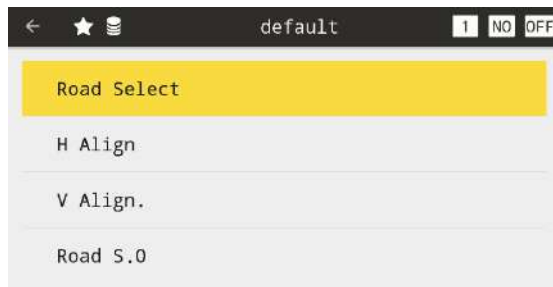 default 1 NO OFF
Road Select
H Align
V Align.
Road S.O